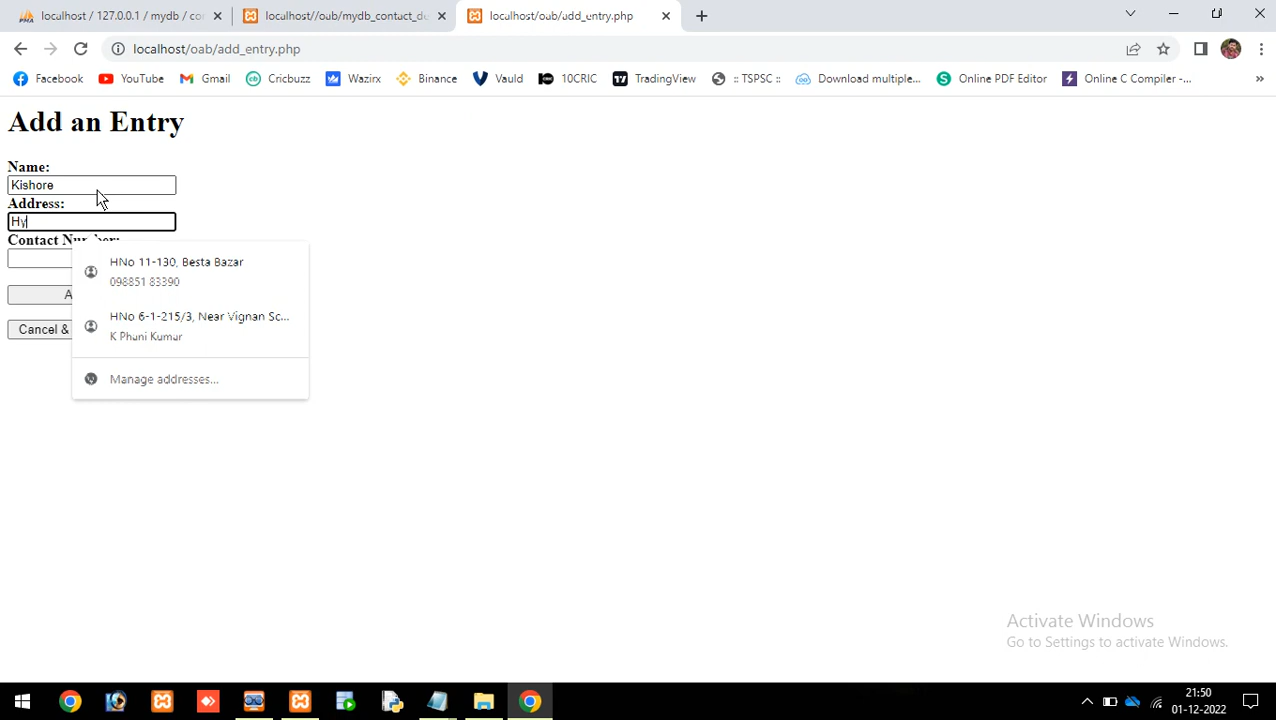 localhost / 127.0.0.1 / mydb / co
localhost//oab/mydb_contact_d
localhost/oab/add_entry.php
localhost/oab/add_entry.php
Facebook
YouTube
Gmail
Cricbuzz
Wazirx
Binance
Vauld
10CRIC
TradingView
:: TSPSC ::
Download multiple...
Online PDF Editor
Online C Compiler -...
»
Add an Entry
Name:
Kishore
Address:
Hy
Contact Number:
HNo 11-130, Besta Bazar
098851 83390
A
HNo 6-1-215/3, Near Vignan Sc...
Cancel &
K Phani Kumar
Manage addresses...
Activate Windows
Go to Settings to activate Windows.
21:50
01-12-2022